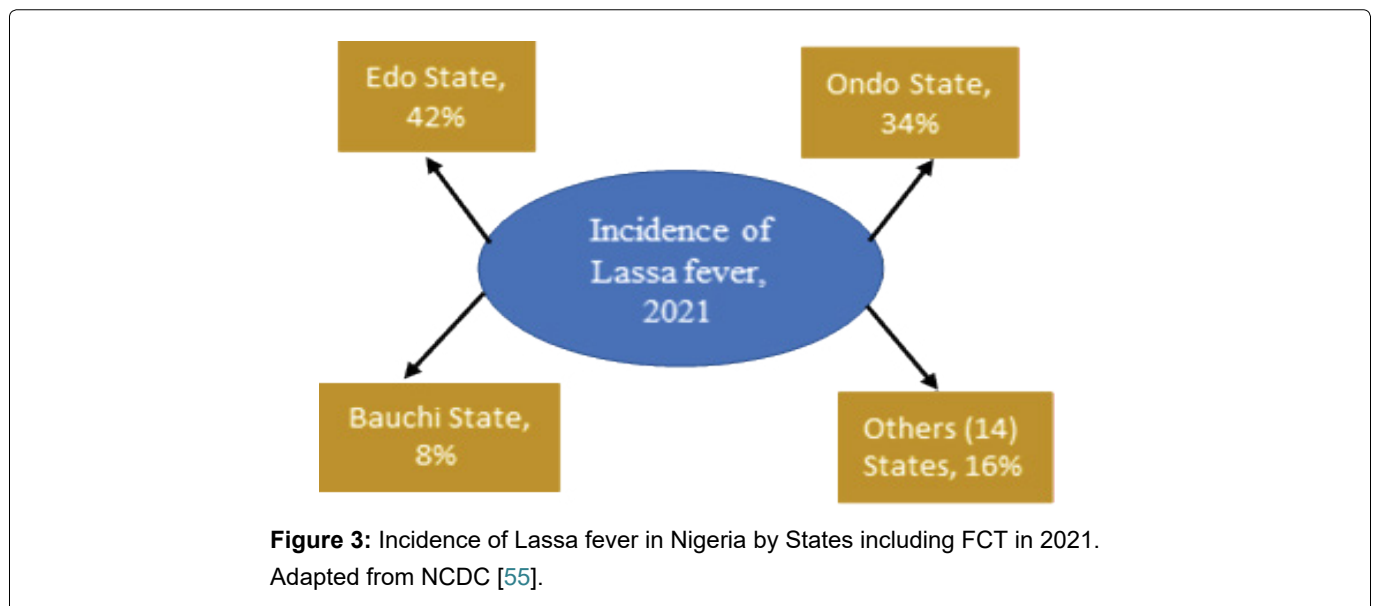 Edo State,
42%
Ondo State,
34%
Incidence of
Lassa fever,
2021
Bauchi State,
8%
Others (14)
States, 16%
Figure 3: Incidence of Lassa fever in Nigeria by States including FCT in 2021.
Adapted from NCDC [55].